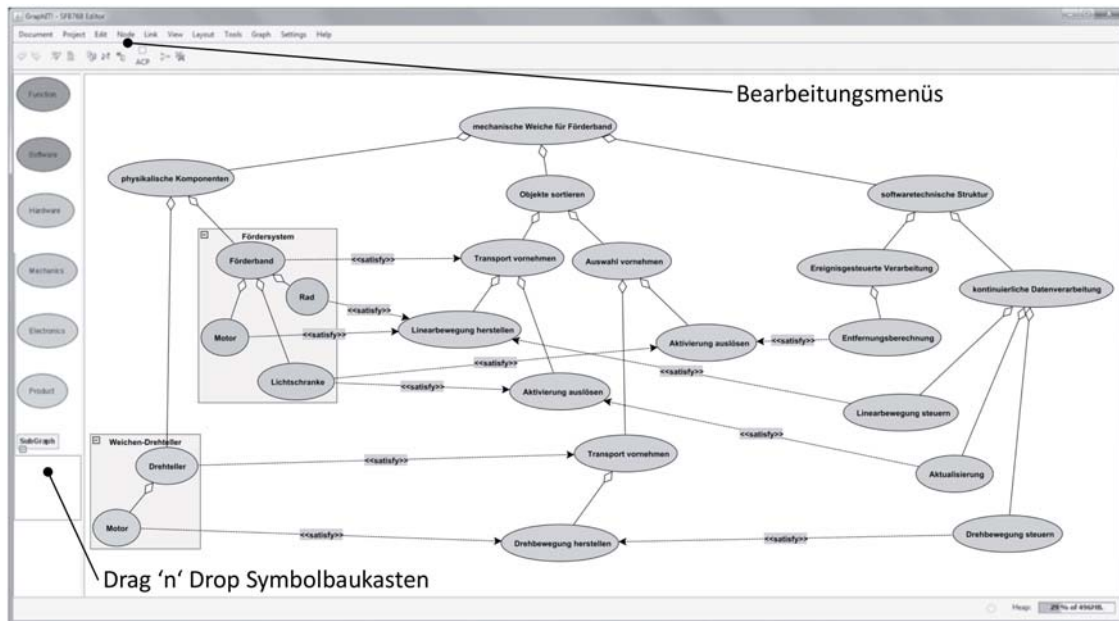 GraphIT! - SFB768 Editor
Document Project Edit Node Link View Layout Tools Graph Settings Help
ACP
Bearbeitungsmenüs
Function
Software
Hardware
Mechanics
Electronics
Product
SubGraph
mechanische Weiche für Förderband
physikalische Komponenten
Objekte sortieren
softwaretechnische Struktur
Fördersystem
Förderband
<<satisfy>>
Transport vornehmen
Auswahl vornehmen
Ereignisgesteuerte Verarbeitung
kontinuierliche Datenverarbeitung
Rad
<<satisfy>>
Motor
<<satisfy>>
Linearbewegung herstellen
Aktivierung auslösen
<<satisfy>>
Entfernungsberechnung
<<satisfy>>
<<satisfy>>
Lichtschranke
<<satisfy>>
Aktivierung auslösen
Linearbewegung steuern
<<satisfy>>
Weichen-Drehteller
Drehteller
<<satisfy>>
Transport vornehmen
Aktualisierung
Motor
<<satisfy>>
Drehbewegung herstellen
<<satisfy>>
Drehbewegung steuern
Drag ‘n‘ Drop Symbolbaukasten
Heap: 29 % of 496MB.